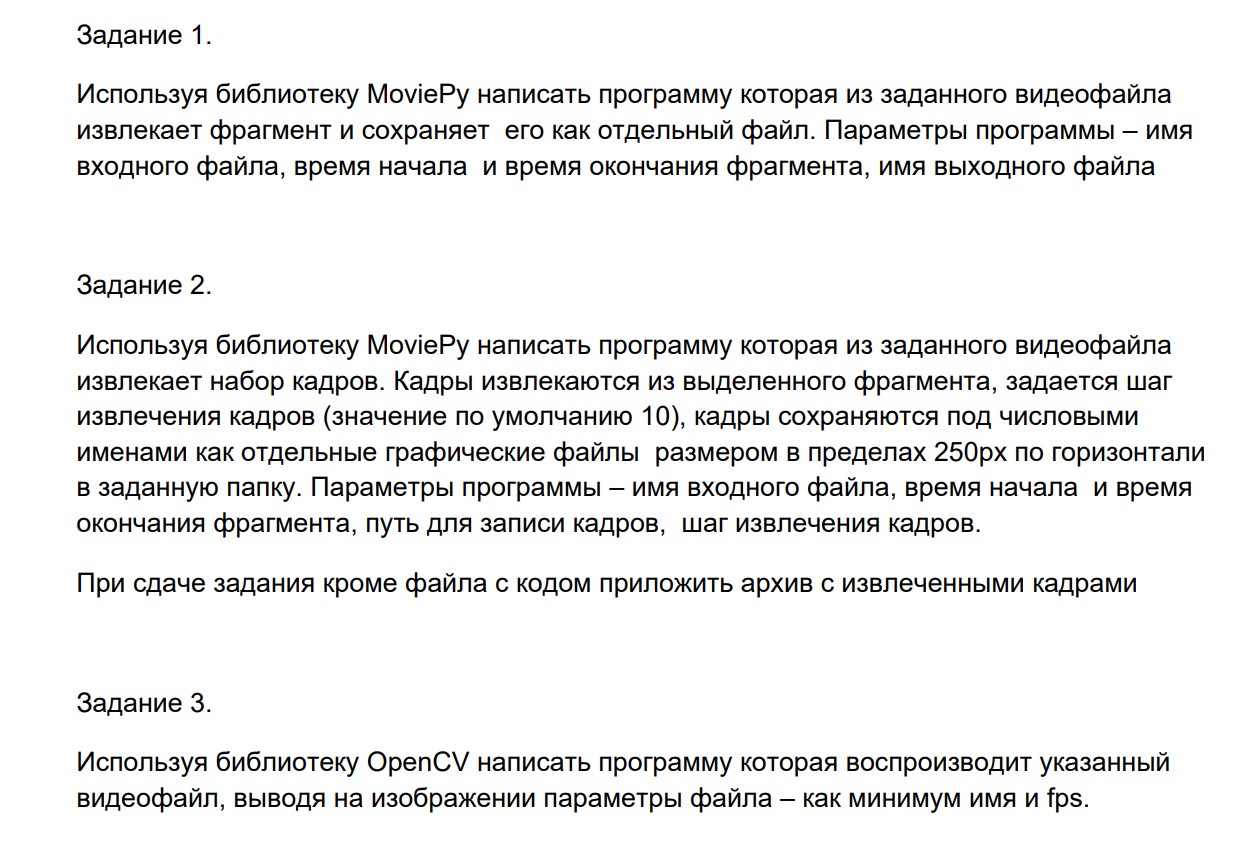 Задание 1.
Используя библиотеку MoviePy написать программу которая из заданного видеофайла
извлекает фрагмент и сохраняет  его как отдельный файл. Параметры программы – имя
входного файла, время начала  и время окончания фрагмента, имя выходного файла
Задание 2.
Используя библиотеку MoviePy написать программу которая из заданного видеофайла
извлекает набор кадров. Кадры извлекаются из выделенного фрагмента, задается шаг
извлечения кадров (значение по умолчанию 10), кадры сохраняются под числовыми
именами как отдельные графические файлы  размером в пределах 250px по горизонтали
в заданную папку. Параметры программы – имя входного файла, время начала  и время
окончания фрагмента, путь для записи кадров,  шаг извлечения кадров.
При сдаче задания кроме файла с кодом приложить архив с извлеченными кадрами
Задание 3.
Используя библиотеку OpenCV написать программу которая воспроизводит указанный
видеофайл, выводя на изображении параметры файла – как минимум имя и fps.